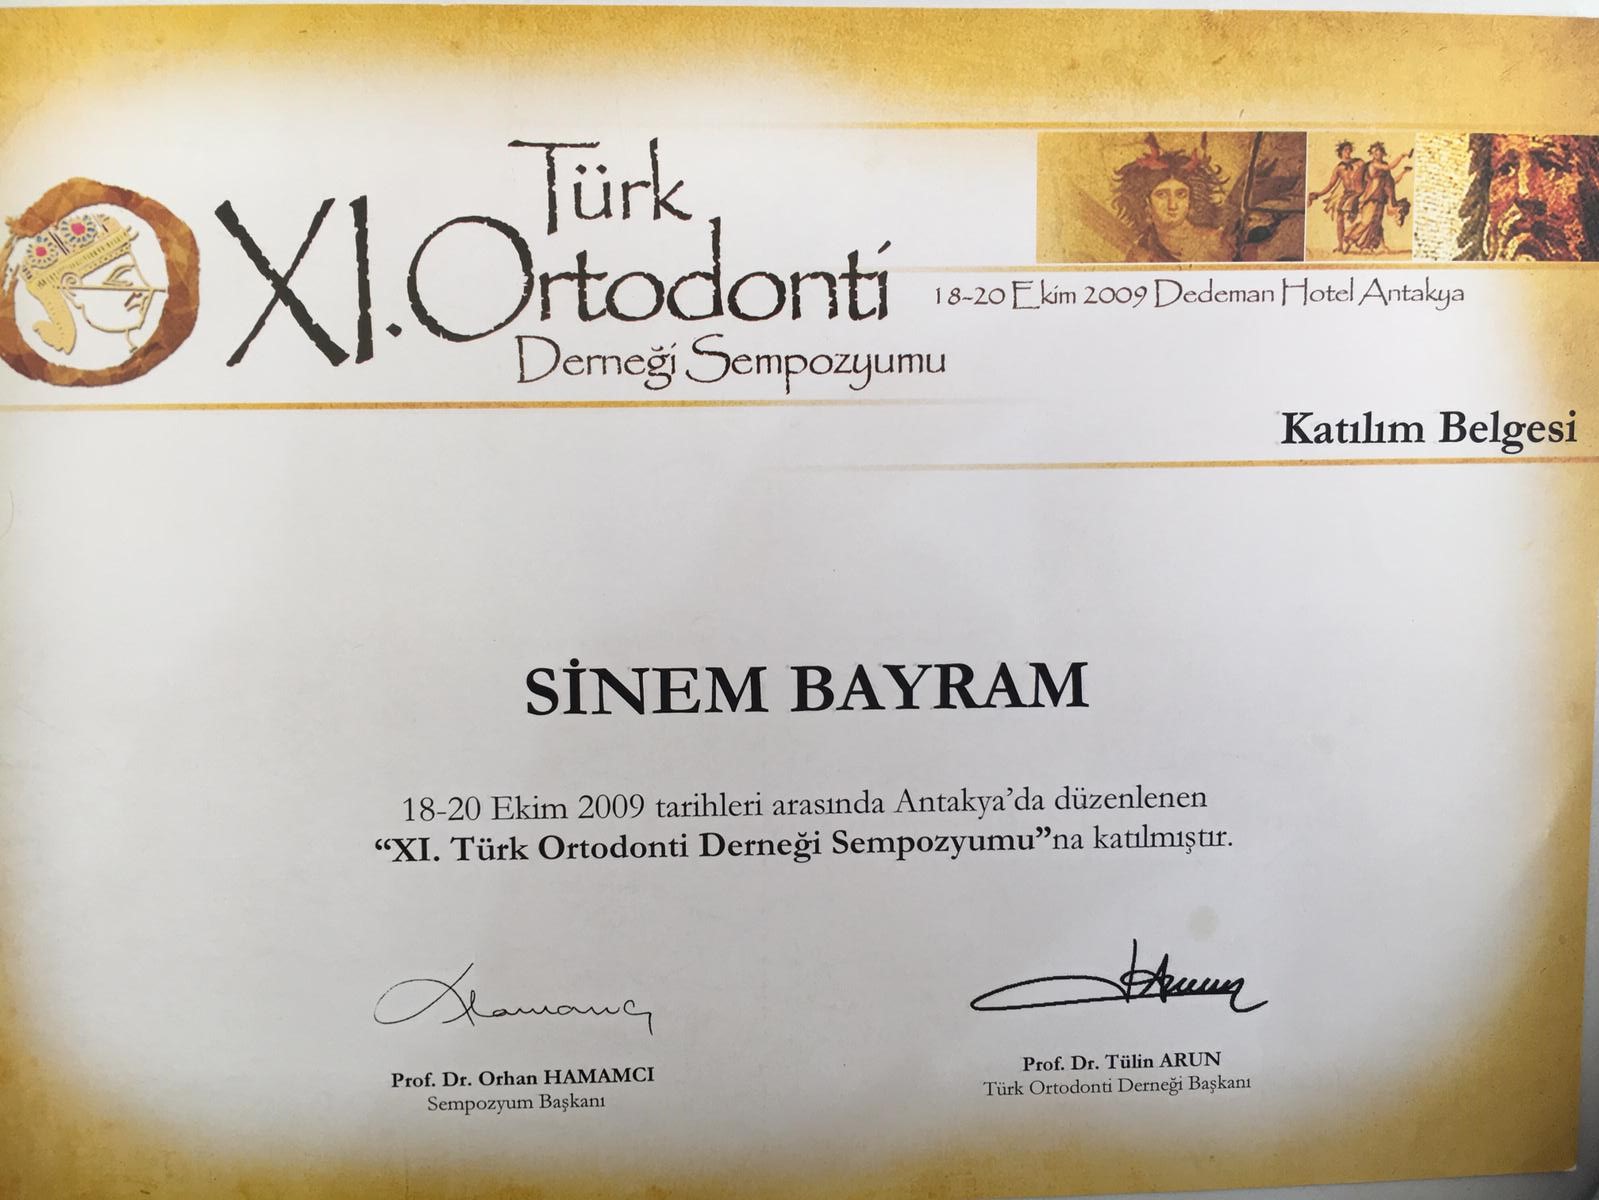 XI. Türk Ortodonti
Derneği Sempozyumu
18-20 Ekim 2009 Dedeman Hotel Antakya
Katılım Belgesi
SİNEM BAYRAM
18-20 Ekim 2009 tarihleri arasında Antakya'da düzenlenen
“XI. Türk Ortodonti Derneği Sempozyumu”na katılmıştır.
Prof. Dr. Orhan HAMAMCI
Sempozyum Başkanı
Prof. Dr. Tülin ARUN
Türk Ortodonti Derneği Başkanı